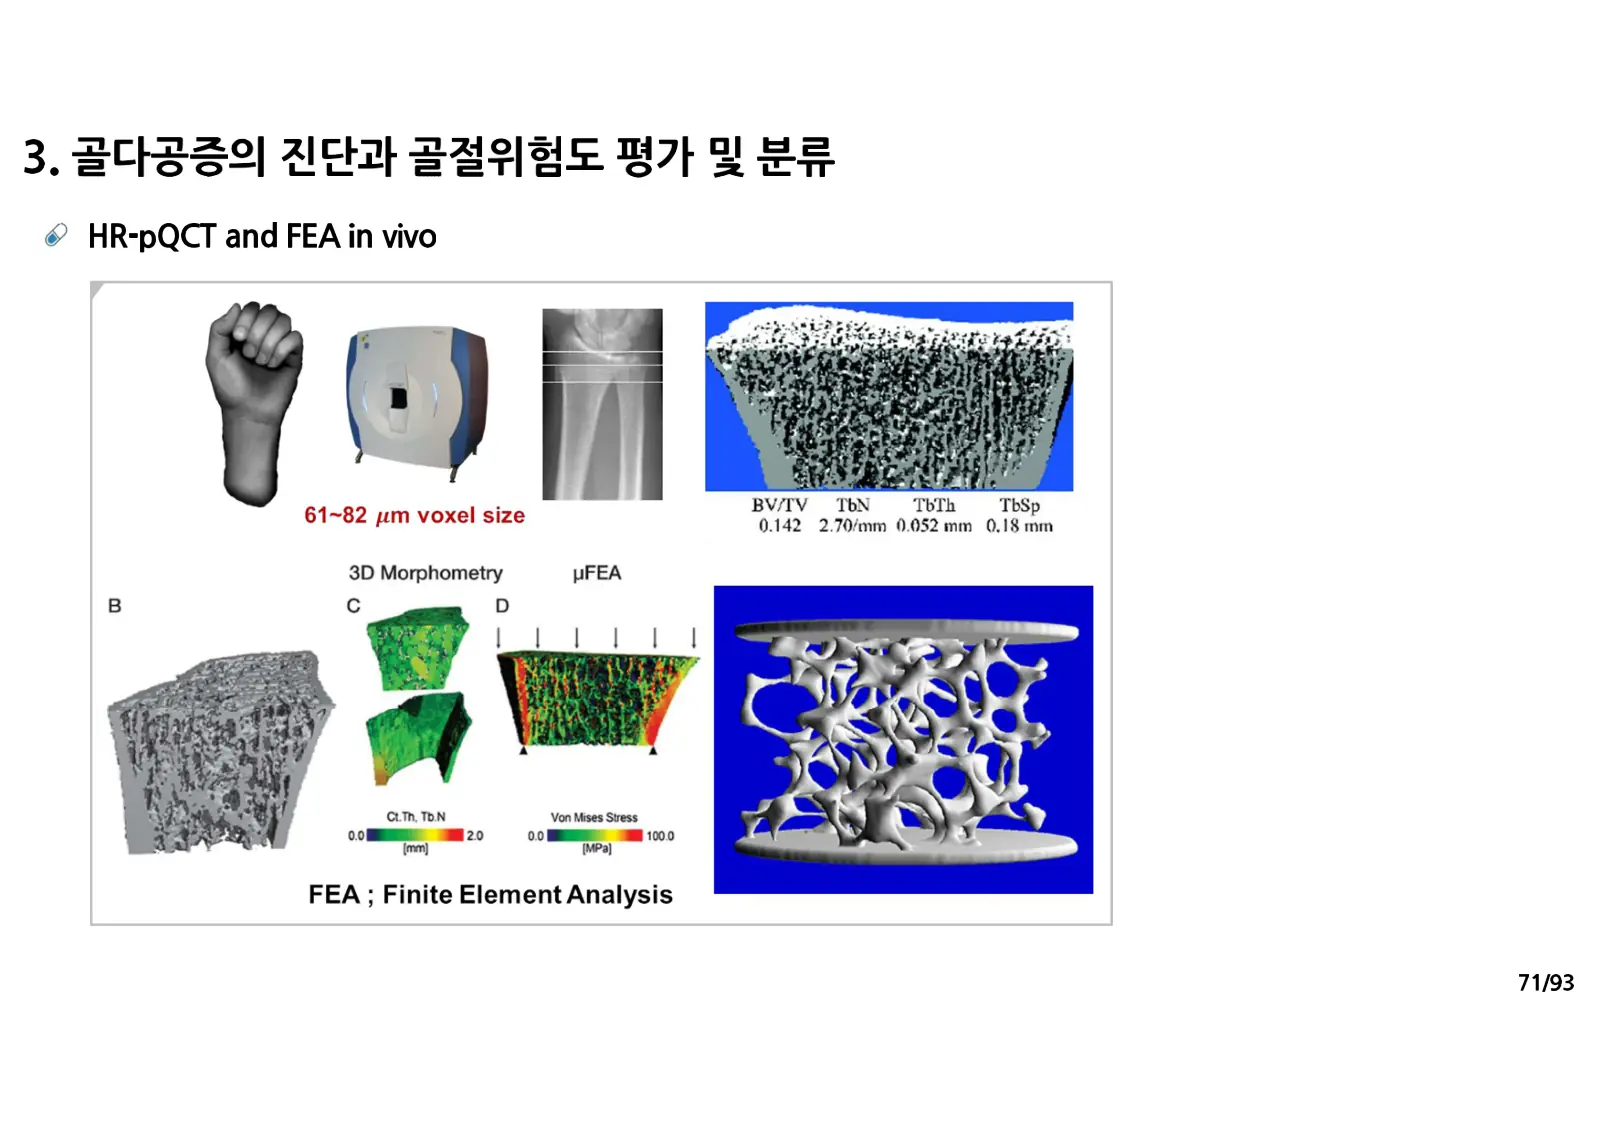 3. 골다공증의 진단과 골절위험도 평가 및 분류
HR-pQCT and FEA in vivo
61~82 μm voxel size
BV/TV TbN TbTh TbSp
0.142 2.70/mm 0.052 mm 0.18 mm
3D Morphometry μFEA
B C D
Ct.Th, Tb.N
0.0 2.0
[mm]
Von Mises Stress
0.0 100.0
[MPa]
FEA ; Finite Element Analysis
71/93